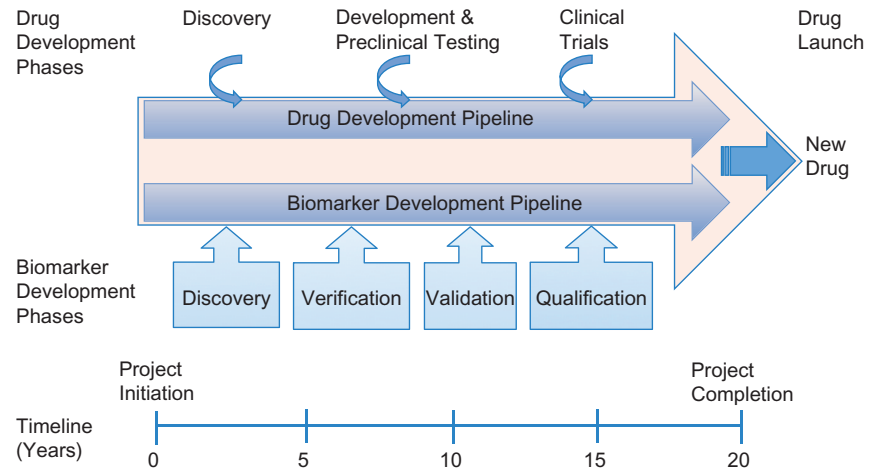 Drug
Development
Phases
Discovery
Development &
Preclinical Testing
Clinical
Trials
Drug
Launch
Drug Development Pipeline
New
Drug
Biomarker Development Pipeline
Biomarker
Development
Phases
Discovery
Verification
Validation
Qualification
Project
Initiation
Project
Completion
Timeline
(Years)
0
5
10
15
20